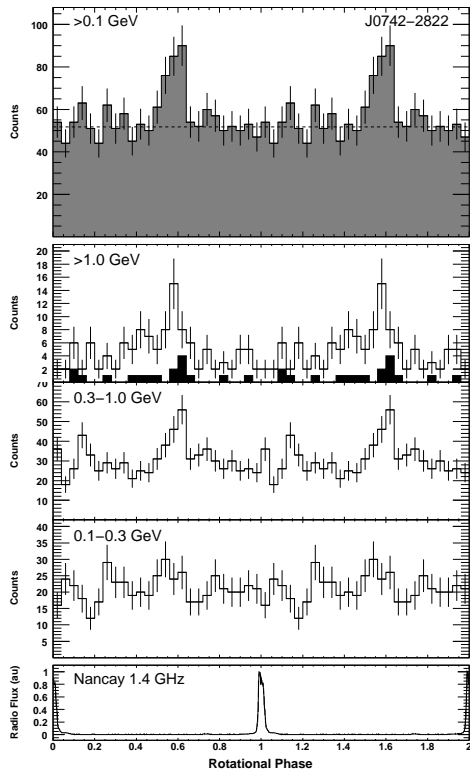 >0.1 GeV
J0742−2822
100
80
60
40
20
Counts
>1.0 GeV
20
18
16
14
12
10
8
6
4
2
Counts
0.3−1.0 GeV
70
60
50
40
30
20
10
0
Counts
0.1−0.3 GeV
40
35
30
25
20
15
10
5
Counts
Nancay 1.4 GHz
1
0.8
0.6
0.4
0.2
0
Radio Flux (au)
0 0.2 0.4 0.6 0.8 1 1.2 1.4 1.6 1.8 2
Rotational Phase